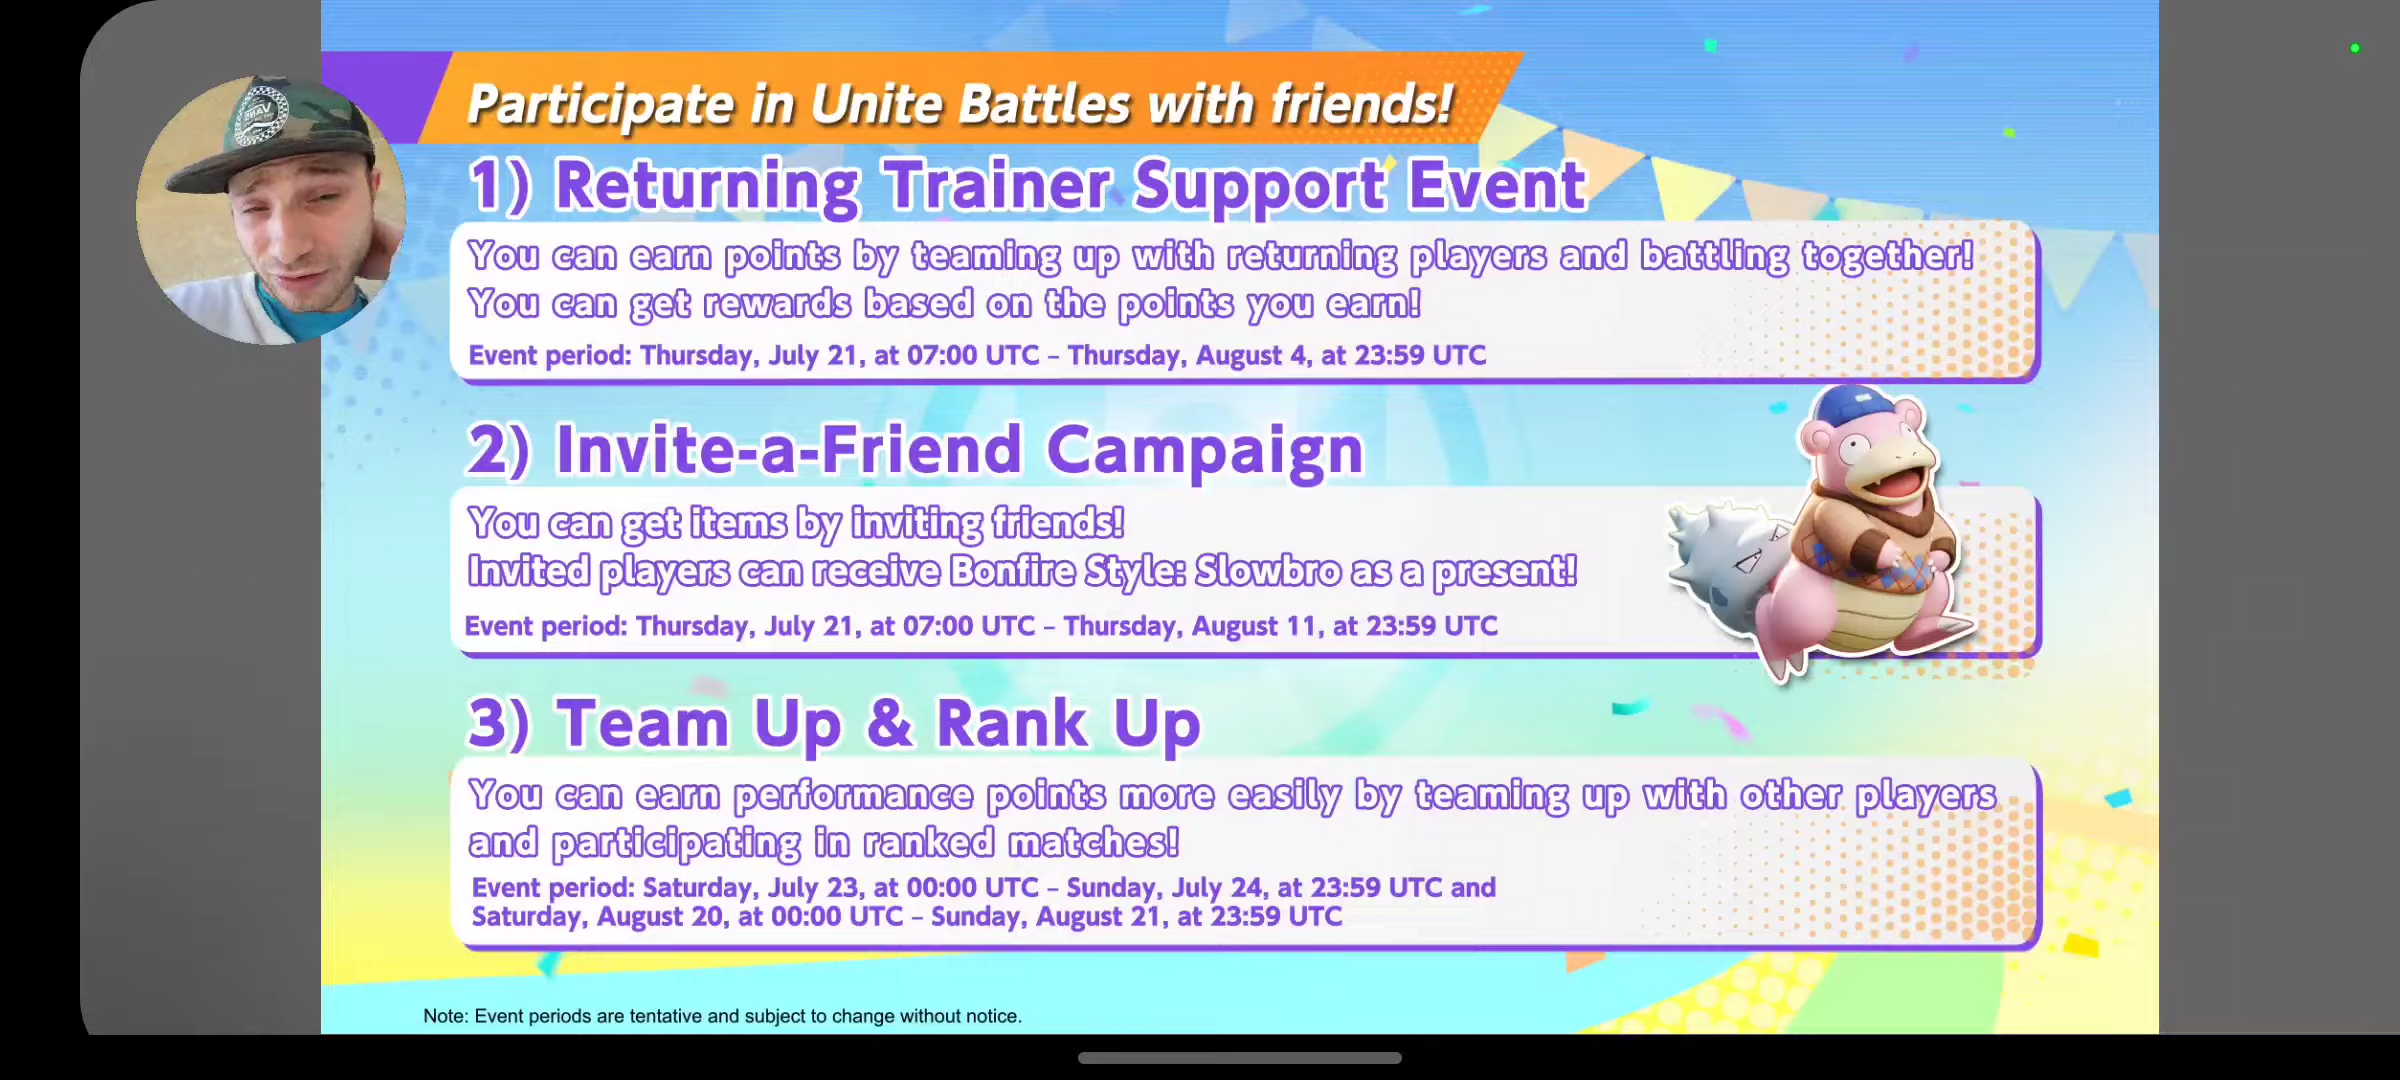 Participate in Unite Battles with friends!
1) Returning Trainer Support Event
You can earn points by teaming up with returning players and battling together!
You can get rewards based on the points you earn!
Event period: Thursday, July 21, at 07:00 UTC – Thursday, August 4, at 23:59 UTC
2) Invite-a-Friend Campaign
You can get items by inviting friends!
Invited players can receive Bonfire Style: Slowbro as a present!
Event period: Thursday, July 21, at 07:00 UTC – Thursday, August 11, at 23:59 UTC
3) Team Up & Rank Up
You can earn performance points more easily by teaming up with other players
and participating in ranked matches!
Event period: Saturday, July 23, at 00:00 UTC – Sunday, July 24, at 23:59 UTC and
Saturday, August 20, at 00:00 UTC – Sunday, August 21, at 23:59 UTC
Note: Event periods are tentative and subject to change without notice.